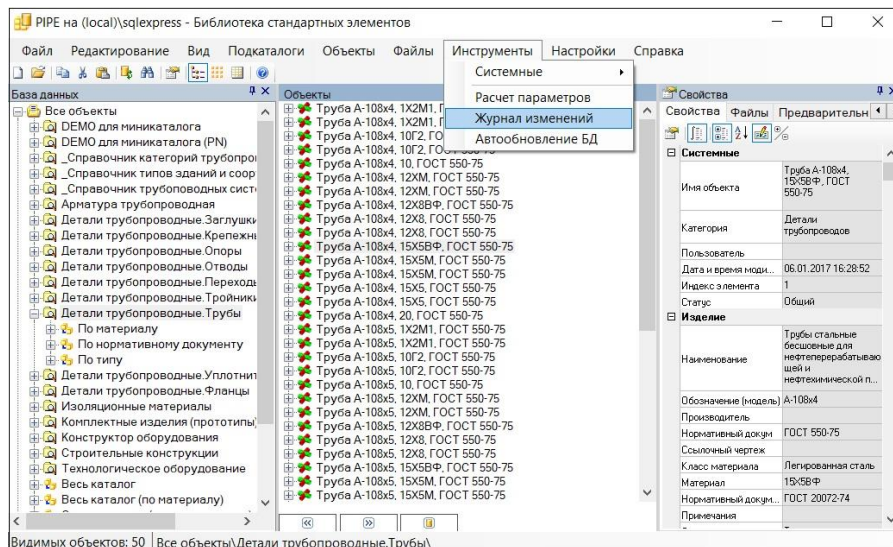 PIPE на (local)\sqlexpress - Библиотека стандартных элементов
Файл Редактирование Вид Подкаталоги Объекты Файлы Инструменты Настройки Справка
Системные
Расчет параметров
Журнал изменений
Автообновление БД
База данных
Все объекты
DEMO для миникаталога
DEMO для миникаталога (PN)
_Справочник категорий трубопро
_Справочник типов зданий и соор
_Справочник трубоповодных сист
Арматура трубопроводная
Детали трубопроводные.Заглушки
Детали трубопроводные.Крепежн
Детали трубопроводные.Опоры
Детали трубопроводные.Отводы
Детали трубопроводные.Переход
Детали трубопроводные.Тройники
Детали трубопроводные.Трубы
По материалу
По нормативному документу
По типу
Детали трубопроводные.Уплотнит
Детали трубопроводные.Фланцы
Изоляционные материалы
Комплектные изделия (прототипы)
Конструктор оборудования
Строительные конструкции
Технологическое оборудование
Весь каталог
Весь каталог (по материалу)
Объекты
Труба А-108х4, 1Х2М1, Г
Труба А-108х4, 1Х2М1, Г
Труба А-108х4, 10Г2, ГО
Труба А-108х4, 10Г2, ГОСТ 550-75
Труба А-108х4, 10, ГОСТ 550-75
Труба А-108х4, 12ХМ, ГОСТ 550-75
Труба А-108х4, 12ХМ, ГОСТ 550-75
Труба А-108х4, 12Х8ВФ, ГОСТ 550-75
Труба А-108х4, 12Х8, ГОСТ 550-75
Труба А-108х4, 12Х8, ГОСТ 550-75
Труба А-108х4, 15Х5ВФ, ГОСТ 550-75
Труба А-108х4, 15Х5М, ГОСТ 550-75
Труба А-108х4, 15Х5М, ГОСТ 550-75
Труба А-108х4, 15Х5, ГОСТ 550-75
Труба А-108х4, 15Х5, ГОСТ 550-75
Труба А-108х4, 20, ГОСТ 550-75
Труба А-108х5, 1Х2М1, ГОСТ 550-75
Труба А-108х5, 1Х2М1, ГОСТ 550-75
Труба А-108х5, 10Г2, ГОСТ 550-75
Труба А-108х5, 10Г2, ГОСТ 550-75
Труба А-108х5, 10, ГОСТ 550-75
Труба А-108х5, 12ХМ, ГОСТ 550-75
Труба А-108х5, 12ХМ, ГОСТ 550-75
Труба А-108х5, 12Х8ВФ, ГОСТ 550-75
Труба А-108х5, 12Х8, ГОСТ 550-75
Труба А-108х5, 12Х8, ГОСТ 550-75
Труба А-108х5, 15Х5ВФ, ГОСТ 550-75
Труба А-108х5, 15Х5М, ГОСТ 550-75
Труба А-108х5, 15Х5М, ГОСТ 550-75
Свойства
Свойства Файлы Предварительн
Системные
Имя объекта Труба А-108х4,
15Х5ВФ, ГОСТ
550-75
Категория Детали
трубопроводов
Пользователь
Дата и время моди... 06.01.2017 16:28:52
Индекс элемента 1
Статус Общий
Изделие
Наименование Трубы стальные
бесшовные для
нефтеперерабатываю
щей и
нефтехимической п...
Обозначение (модель) А-108х4
Производитель
Нормативный докум ГОСТ 550-75
Ссылочный чертеж
Класс материала Легированная сталь
Материал 15Х5ВФ
Нормативный докум... ГОСТ 20072-74
Примечания
Видимых объектов: 50 Все объекты\Детали трубопроводные.Трубы\